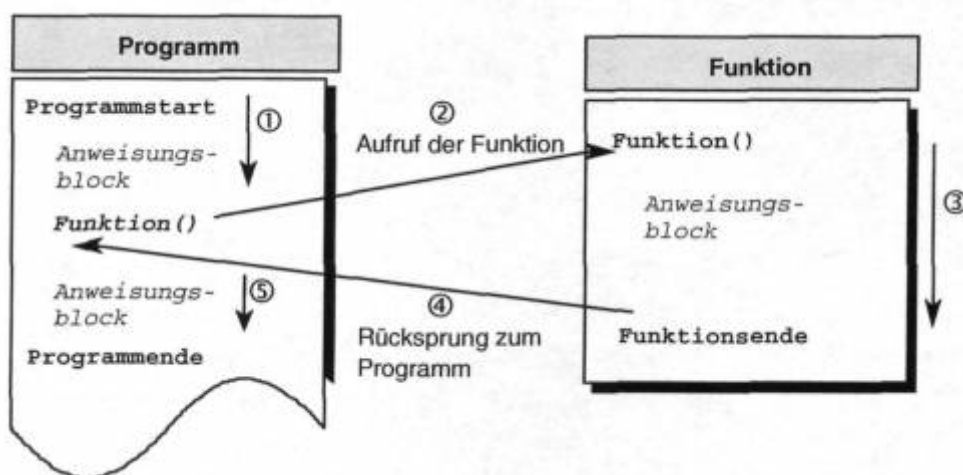 Programm
Programmstart
①
Anweisungs-
block
Funktion()
Anweisungs-
block
⑤
Programmende
②
Aufruf der Funktion
④
Rücksprung zum
Programm
Funktion
Funktion()
Anweisungs-
block
③
Funktionsende